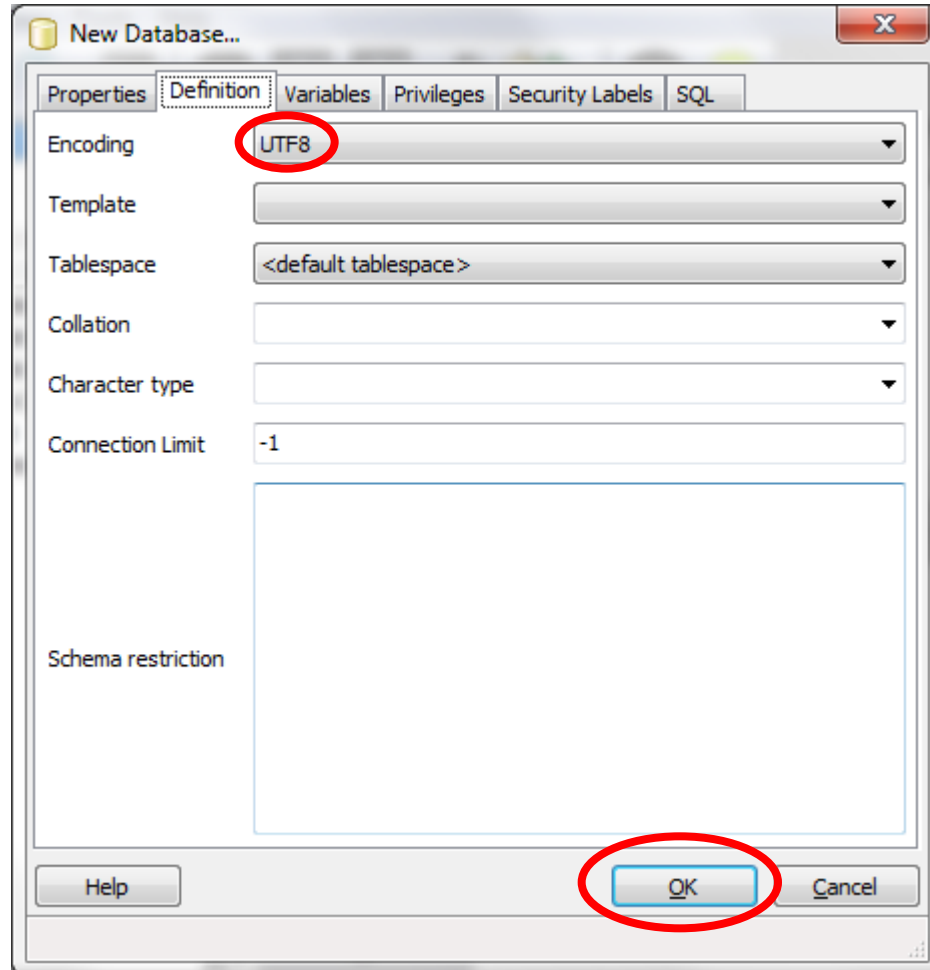 New Database...
Properties Definition Variables Privileges Security Labels SQL
Encoding UTF8
Template
Tablespace <default tablespace>
Collation
Character type
Connection Limit -1
Schema restriction
Help OK Cancel